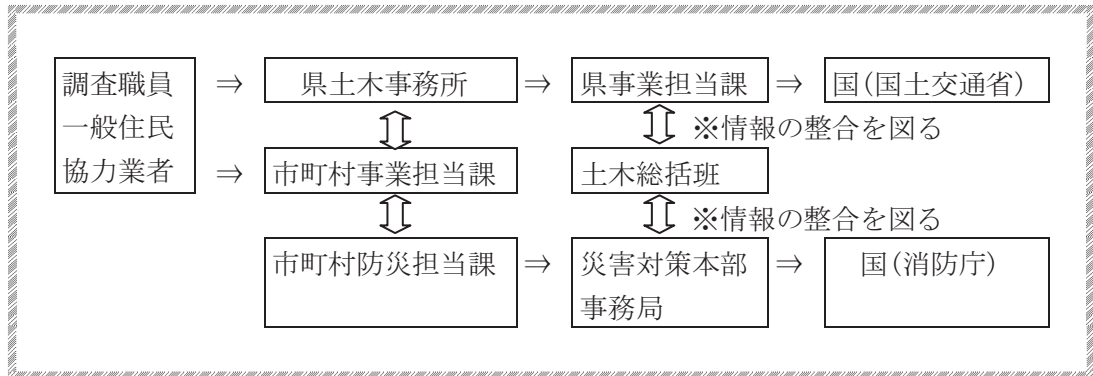 調査職員 ⇒ 県土木事務所 ⇒ 県事業担当課 ⇒ 国(国土交通省)
一般住民 ※情報の整合を図る
協力業者 ⇒ 市町村事業担当課 土木総括班
※情報の整合を図る
市町村防災担当課 ⇒ 災害対策本部 ⇒ 国(消防庁)
事務局